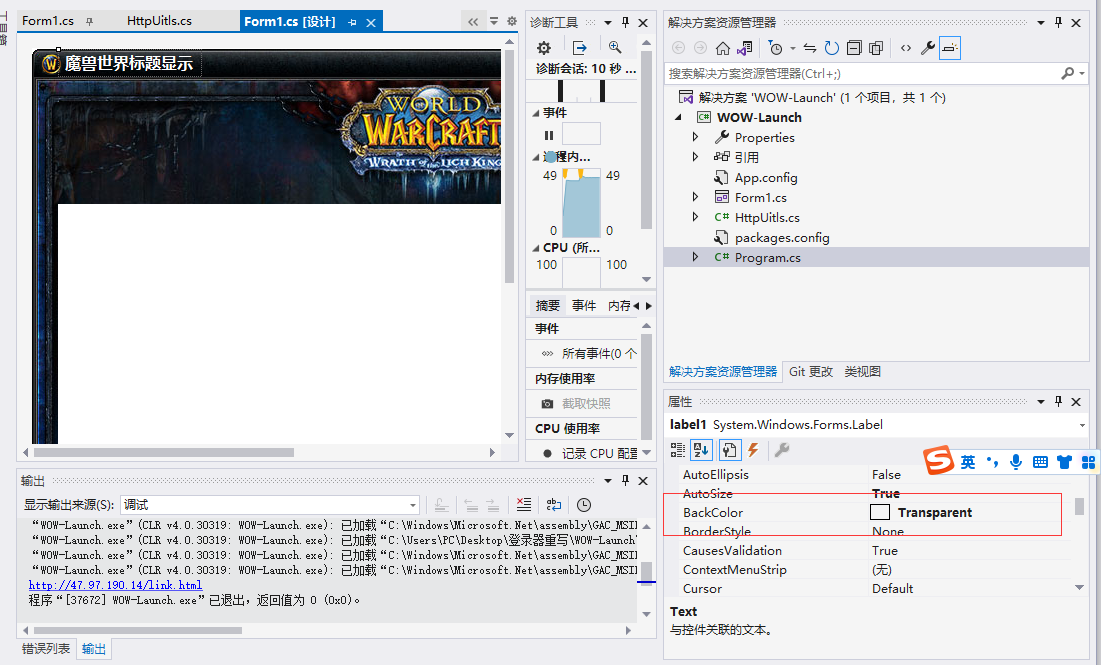 Form1.cs
HttpUitls.cs
Form1.cs [设计]
魔兽世界标题显示
WORLD
WARCRAFT
WRATH of the LICH KING
诊断工具
诊断会话: 10 秒 ...
事件
49
49
0
0
CPU (所...
100
100
摘要
事件
内存
事件
所有事件(0 个
内存使用率
截取快照
CPU 使用率
记录 CPU 配置
解决方案资源管理器
搜索解决方案资源管理器(Ctrl+;)
解决方案 'WOW-Launch' (1 个项目，共 1 个)
WOW-Launch
Properties
引用
App.config
Form1.cs
HttpUitls.cs
packages.config
Program.cs
解决方案资源管理器
Git 更改
类视图
属性
label1 System.Windows.Forms.Label
英
AutoEllipsis False
AutoSize True
BackColor Transparent
BorderStyle None
CausesValidation True
ContextMenuStrip (无)
Cursor Default
Text
与控件关联的文本。
输出
显示输出来源(S): 调试
“WOW-Launch.exe”(CLR v4.0.30319: WOW-Launch.exe): 已加载“C:\Windows\Microsoft.Net\assembly\GAC_MSIL
“WOW-Launch.exe”(CLR v4.0.30319: WOW-Launch.exe): 已加载“C:\Users\PC\Desktop\登录器重写\WOW-Launch
“WOW-Launch.exe”(CLR v4.0.30319: WOW-Launch.exe): 已加载“C:\Windows\Microsoft.Net\assembly\GAC_MSIL
“WOW-Launch.exe”(CLR v4.0.30319: WOW-Launch.exe): 已加载“C:\Windows\Microsoft.Net\assembly\GAC_MSIL
http://47.97.190.14/link.html
程序“[37672] WOW-Launch.exe”已退出，返回值为 0 (0x0)。
错误列表
输出